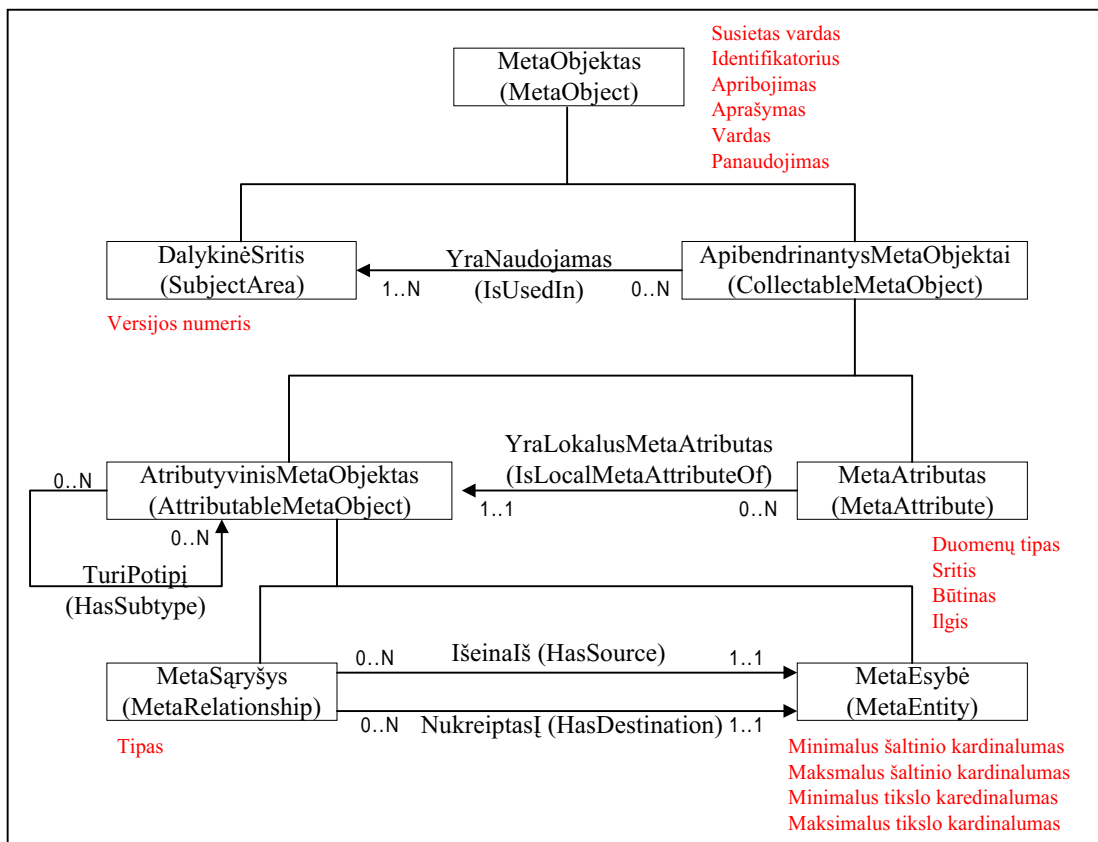 MetaObjektas
(MetaObject)
Susietas vardas
Identifikatorius
Apribojimas
Aprašymas
Vardas
Panaudojimas
DalykinėSritis
(SubjectArea)
Versijos numeris
YraNaudojamas
(IsUsedIn)
1..N
0..N
ApibendrinantysMetaObjektai
(CollectableMetaObject)
AtributyvinisMetaObjektas
(AttributableMetaObject)
0..N
0..N
TuriPotipį
(HasSubtype)
YraLokalusMetaAtributas
(IsLocalMetaAttributeOf)
1..1
0..N
MetaAtributas
(MetaAttribute)
Duomenų tipas
Sritis
Būtinas
Ilgis
MetaSąryšys
(MetaRelationship)
Tipas
0..N
IšeinaIš (HasSource)
1..1
0..N
NukreiptasĮ (HasDestination)
1..1
MetaEsybė
(MetaEntity)
Minimalus šaltinio kardinalumas
Maksmalus šaltinio kardinalumas
Minimalus tikslo karedinalumas
Maksimalus tikslo kardinalumas